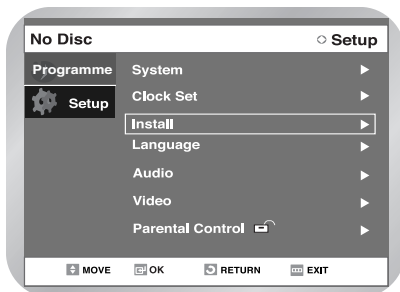 No Disc Setup
Programme
Setup
System
Clock Set
Install
Language
Audio
Video
Parental Control
MOVE OK RETURN EXIT